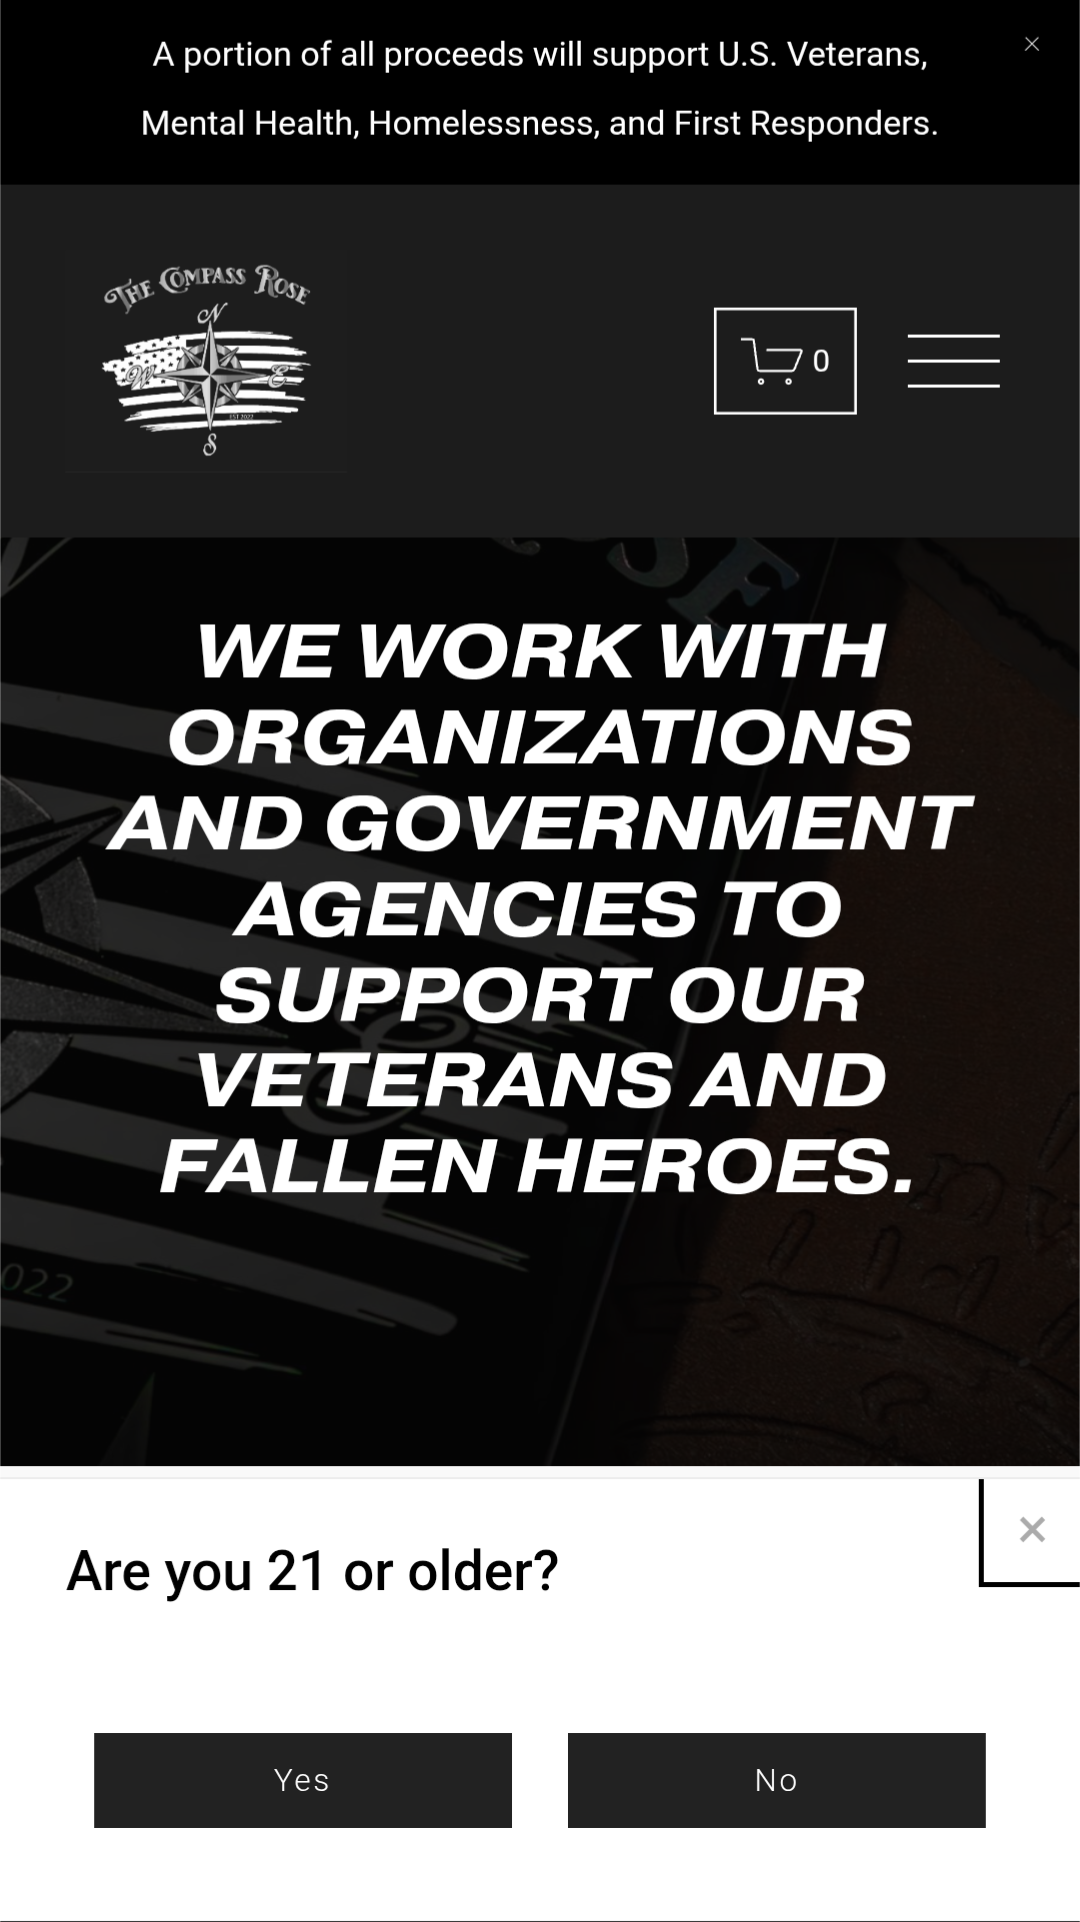 A portion of all proceeds will support U.S. Veterans,
Mental Health, Homelessness, and First Responders.
The Compass Rose
N
W
E
EST 2022
S
0
OSE
WE WORK WITH
ORGANIZATIONS
AND GOVERNMENT
AGENCIES TO
SUPPORT OUR
VETERANS AND
FALLEN HEROES.
022
Are you 21 or older?
Yes
No